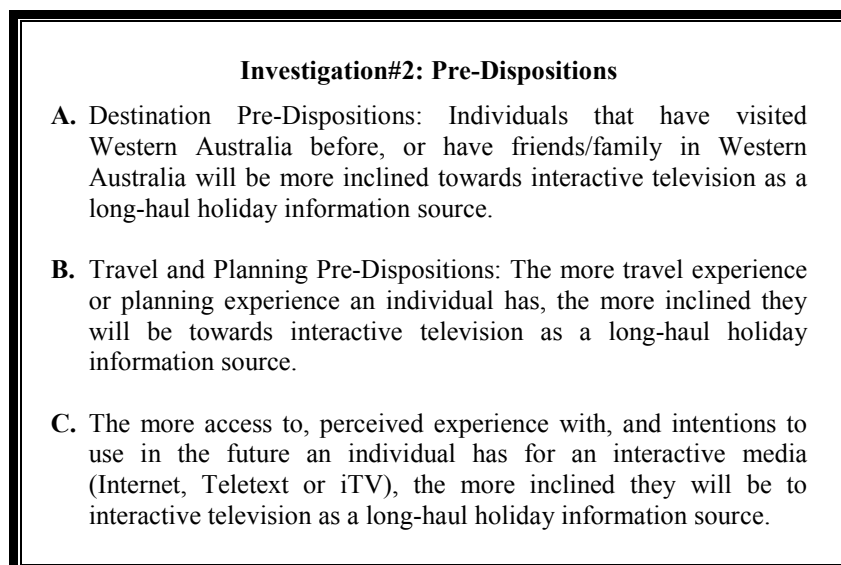 Investigation#2: Pre-Dispositions
A. Destination Pre-Dispositions: Individuals that have visited
Western Australia before, or have friends/family in Western
Australia will be more inclined towards interactive television as a
long-haul holiday information source.
B. Travel and Planning Pre-Dispositions: The more travel experience
or planning experience an individual has, the more inclined they
will be towards interactive television as a long-haul holiday
information source.
C. The more access to, perceived experience with, and intentions to
use in the future an individual has for an interactive media
(Internet, Teletext or iTV), the more inclined they will be to
interactive television as a long-haul holiday information source.